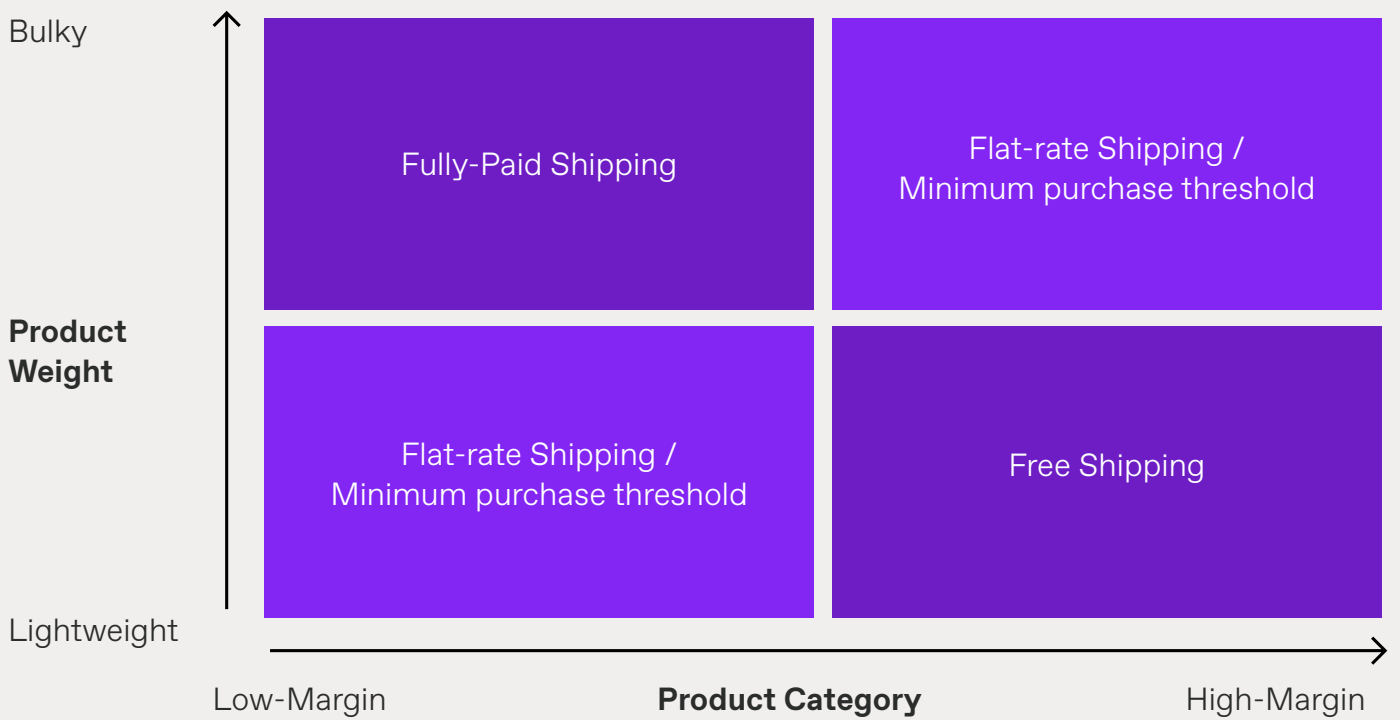 Bulky
Fully-Paid Shipping
Flat-rate Shipping /
Minimum purchase threshold
Product
Weight
Flat-rate Shipping /
Minimum purchase threshold
Free Shipping
Lightweight
Low-Margin
Product Category
High-Margin